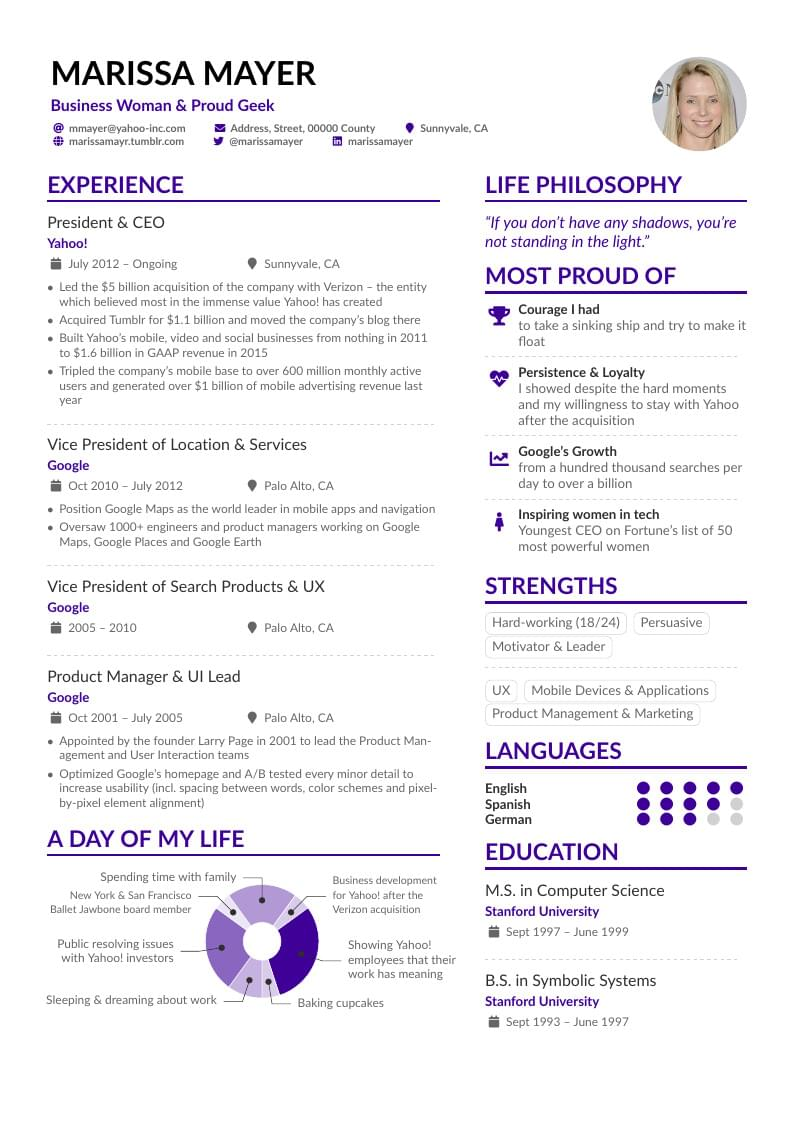 MARISSA MAYER
Business Woman & Proud Geek
mmayer@yahoo-inc.com Address, Street, 00000 County Sunnyvale, CA
marissamayr.tumblr.com @marissamayer marissamayer
EXPERIENCE
President & CEO
Yahoo!
July 2012 – Ongoing Sunnyvale, CA
• Led the $5 billion acquisition of the company with Verizon – the entity
which believed most in the immense value Yahoo! has created
• Acquired Tumblr for $1.1 billion and moved the company’s blog there
• Built Yahoo’s mobile, video and social businesses from nothing in 2011
to $1.6 billion in GAAP revenue in 2015
• Tripled the company’s mobile base to over 600 million monthly active
users and generated over $1 billion of mobile advertising revenue last
year
Vice President of Location & Services
Google
Oct 2010 – July 2012 Palo Alto, CA
• Position Google Maps as the world leader in mobile apps and navigation
• Oversaw 1000+ engineers and product managers working on Google
Maps, Google Places and Google Earth
Vice President of Search Products & UX
Google
2005 – 2010 Palo Alto, CA
Product Manager & UI Lead
Google
Oct 2001 – July 2005 Palo Alto, CA
• Appointed by the founder Larry Page in 2001 to lead the Product Man-
agement and User Interaction teams
• Optimized Google’s homepage and A/B tested every minor detail to
increase usability (incl. spacing between words, color schemes and pixel-
by-pixel element alignment)
A DAY OF MY LIFE
Spending time with family
New York & San Francisco
Ballet Jawbone board member
Public resolving issues
with Yahoo! investors
Sleeping & dreaming about work
Business development
for Yahoo! after the
Verizon acquisition
Showing Yahoo!
employees that their
work has meaning
Baking cupcakes
LIFE PHILOSOPHY
“If you don’t have any shadows, you’re
not standing in the light.”
MOST PROUD OF
Courage I had
to take a sinking ship and try to make it
float
Persistence & Loyalty
I showed despite the hard moments
and my willingness to stay with Yahoo
after the acquisition
Google’s Growth
from a hundred thousand searches per
day to over a billion
Inspiring women in tech
Youngest CEO on Fortune’s list of 50
most powerful women
STRENGTHS
Hard-working (18/24) Persuasive
Motivator & Leader
UX Mobile Devices & Applications
Product Management & Marketing
LANGUAGES
English
Spanish
German
EDUCATION
M.S. in Computer Science
Stanford University
Sept 1997 – June 1999
B.S. in Symbolic Systems
Stanford University
Sept 1993 – June 1997